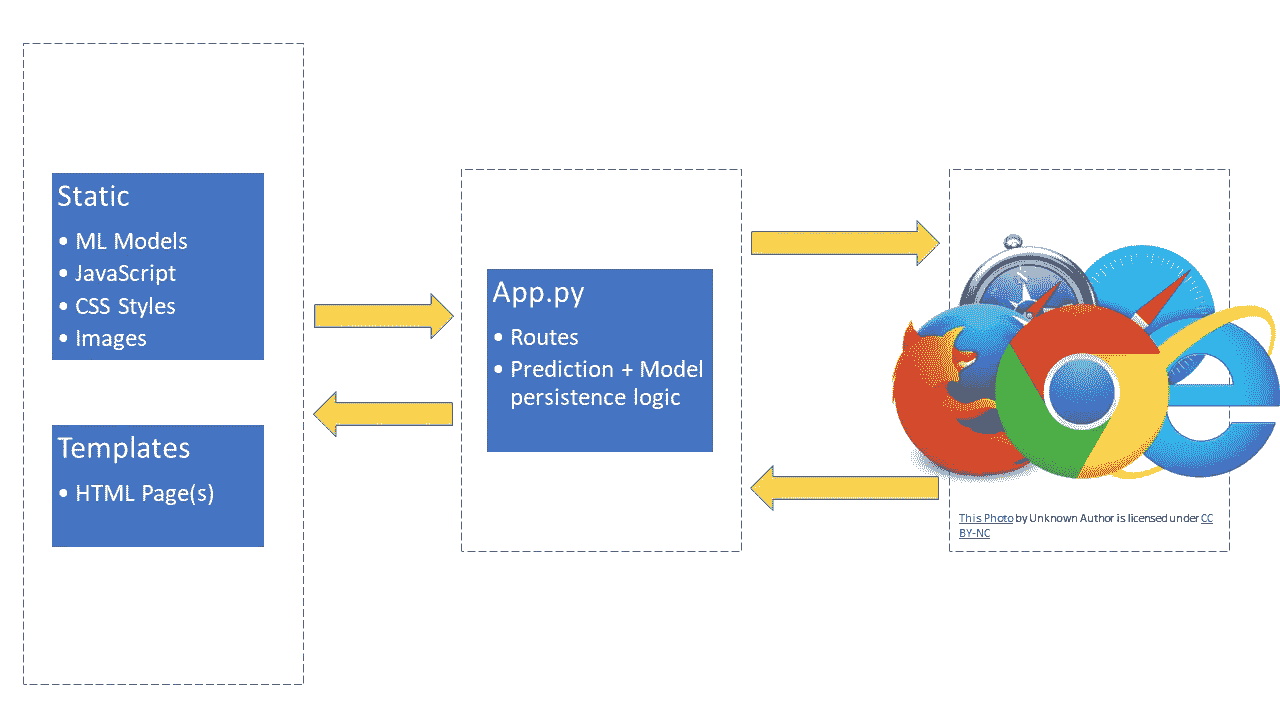 Static
• ML Models
• JavaScript
• CSS Styles
• Images
Templates
• HTML Page(s)
App.py
• Routes
• Prediction + Model
persistence logic
This Photo by Unknown Author is licensed under CC
BY-NC